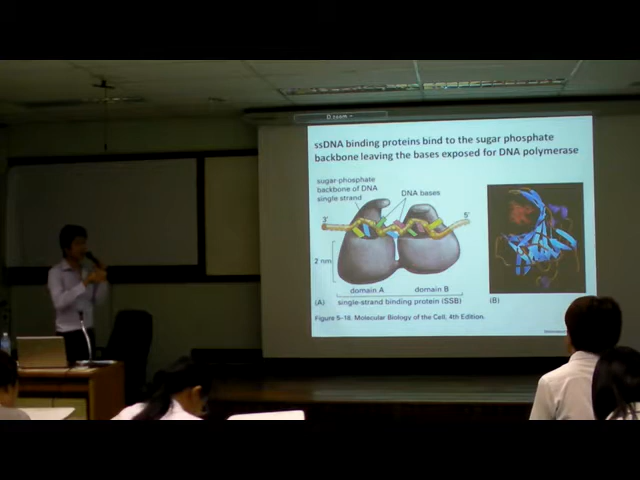 D zoom -
ssDNA binding proteins bind to the sugar phosphate
backbone leaving the bases exposed for DNA polymerase
sugar-phosphate
backbone of DNA
single strand
DNA bases
3'
5'
2 nm
domain A
domain B
(A)
single-strand binding protein (SSB)
(B)
Figure 5–18. Molecular Biology of the Cell, 4th Edition.